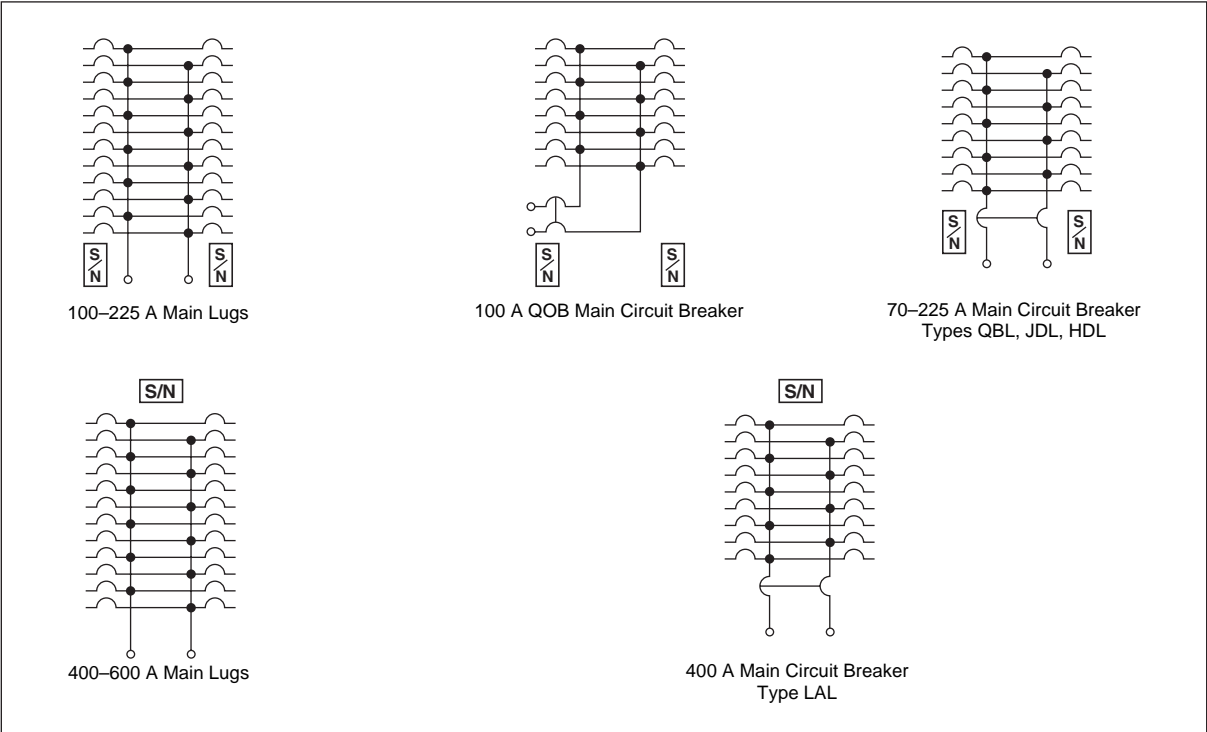 S/N
S/N
100–225 A Main Lugs
S/N
S/N
100 A QOB Main Circuit Breaker
S/N
S/N
70–225 A Main Circuit Breaker
Types QBL, JDL, HDL
S/N
400–600 A Main Lugs
S/N
400 A Main Circuit Breaker
Type LAL